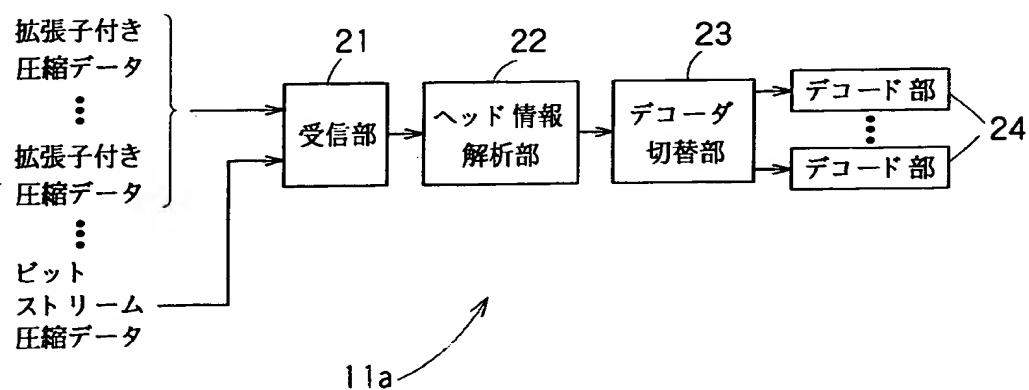 拡張子付き
圧縮データ
拡張子付き
圧縮データ
ビット
ストリーム
圧縮データ
21
受信部
22
ヘッド情報
解析部
23
デコーダ
切替部
デコード部
デコード部
24
11a